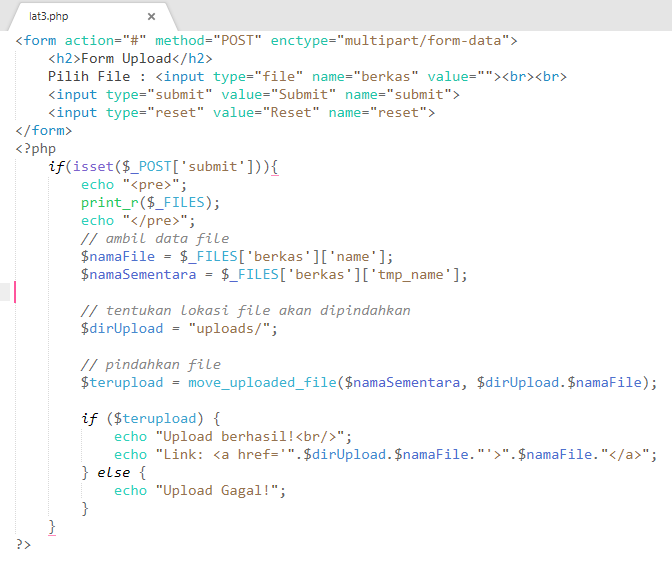 lat3.php ×
<form action="#" method="POST" enctype="multipart/form-data">
    <h2>Form Upload</h2>
    Pilih File : <input type="file" name="berkas" value=""><br><br>
    <input type="submit" value="Submit" name="submit">
    <input type="reset" value="Reset" name="reset">
</form>
<?php
    if(isset($_POST['submit'])){
        echo "<pre>";
        print_r($_FILES);
        echo "</pre>";
        // ambil data file
        $namaFile = $_FILES['berkas']['name'];
        $namaSementara = $_FILES['berkas']['tmp_name'];

        // tentukan lokasi file akan dipindahkan
        $dirUpload = "uploads/";

        // pindahkan file
        $terupload = move_uploaded_file($namaSementara, $dirUpload.$namaFile);

        if ($terupload) {
            echo "Upload berhasil!<br/>";
            echo "Link: <a href='".$dirUpload.$namaFile."'>".$namaFile."</a>";
        } else {
            echo "Upload Gagal!";
        }
    }
?>